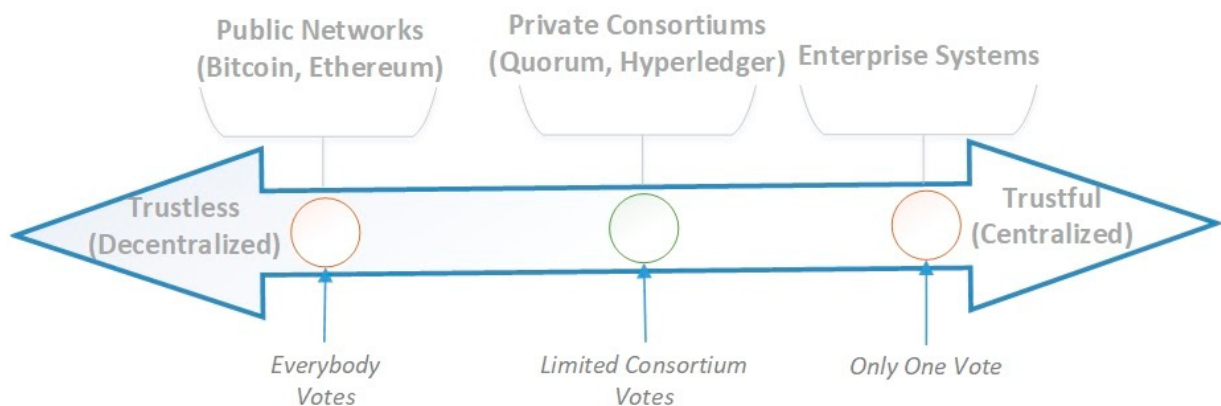 Public Networks
(Bitcoin, Ethereum)
Private Consortiums
(Quorum, Hyperledger)
Enterprise Systems
Trustless
(Decentralized)
Trustful
(Centralized)
Everybody
Votes
Limited Consortium
Votes
Only One Vote